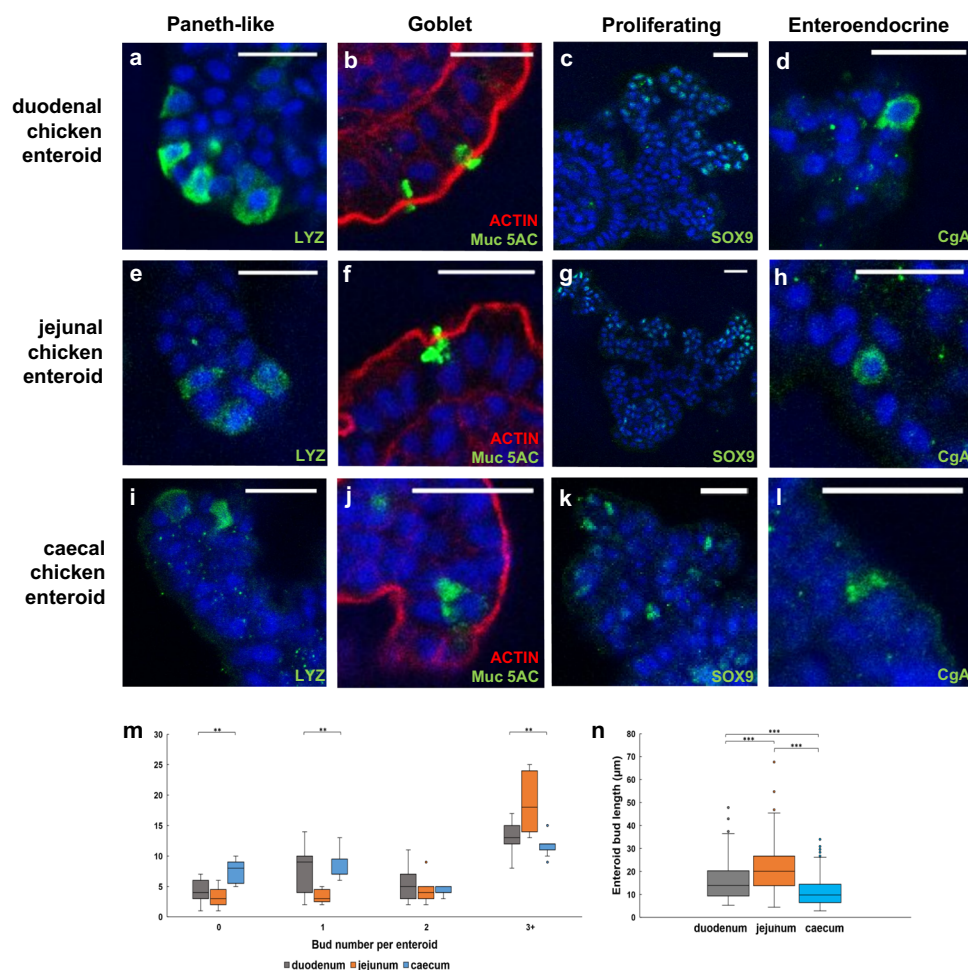 Paneth-like Goblet Proliferating Enteroendocrine
duodenal
chicken
enteroid
a
LYZ
b
ACTIN
Muc 5AC
c
SOX9
d
CgA
jejunal
chicken
enteroid
e
LYZ
f
ACTIN
Muc 5AC
g
SOX9
h
CgA
caecal
chicken
enteroid
i
LYZ
j
ACTIN
Muc 5AC
k
SOX9
l
CgA
m
** ** **
30
25
20
15
10
5
0
0 1 2 3+
Bud number per enteroid
duodenum jejunum caecum
n
***
*** ***
Enteroid bud length (µm)
80
70
60
50
40
30
20
10
0
duodenum jejunum caecum